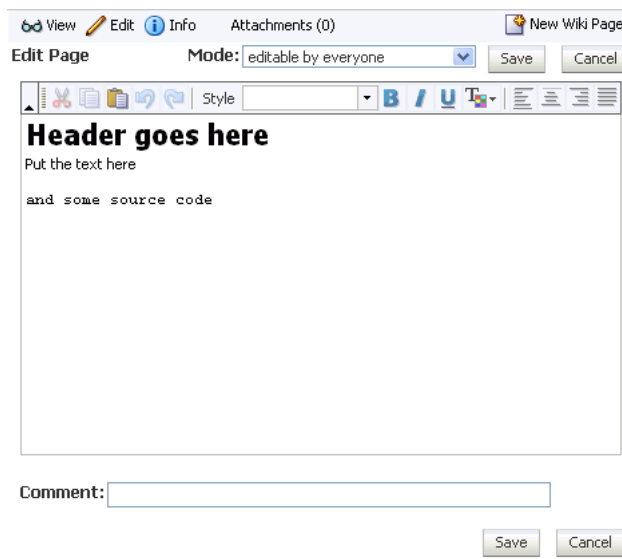 View Edit Info Attachments (0) New Wiki Page
Edit Page Mode: editable by everyone Save Cancel
Style B I U T
Header goes here
Put the text here
and some source code
Comment:
Save Cancel